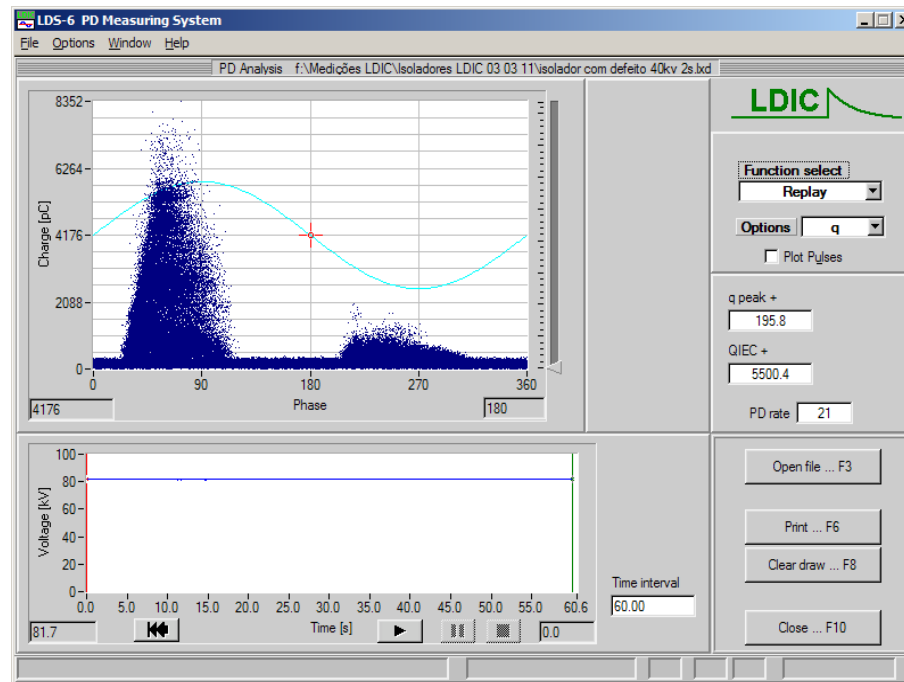 LDS-6 PD Measuring System
File Options Window Help
PD Analysis f:\Medições LDIC\Isoladores LDIC 03 03 11\isolador com defeito 40kv 2s.lxd
8352
6264
4176
2088
0
Charge [pC]
0 90 180 270 360
Phase
4176
180
LDIC
Function select
Replay
Options q
Plot Pulses
q peak +
195.8
QIEC +
5500.4
PD rate 21
100
80
60
40
20
0
Voltage [kV]
0.0 5.0 10.0 15.0 20.0 25.0 30.0 35.0 40.0 45.0 50.0 55.0 60.6
Time [s]
81.7
0.0
Time interval
60.00
Open file ... F3
Print ... F6
Clear draw ... F8
Close ... F10